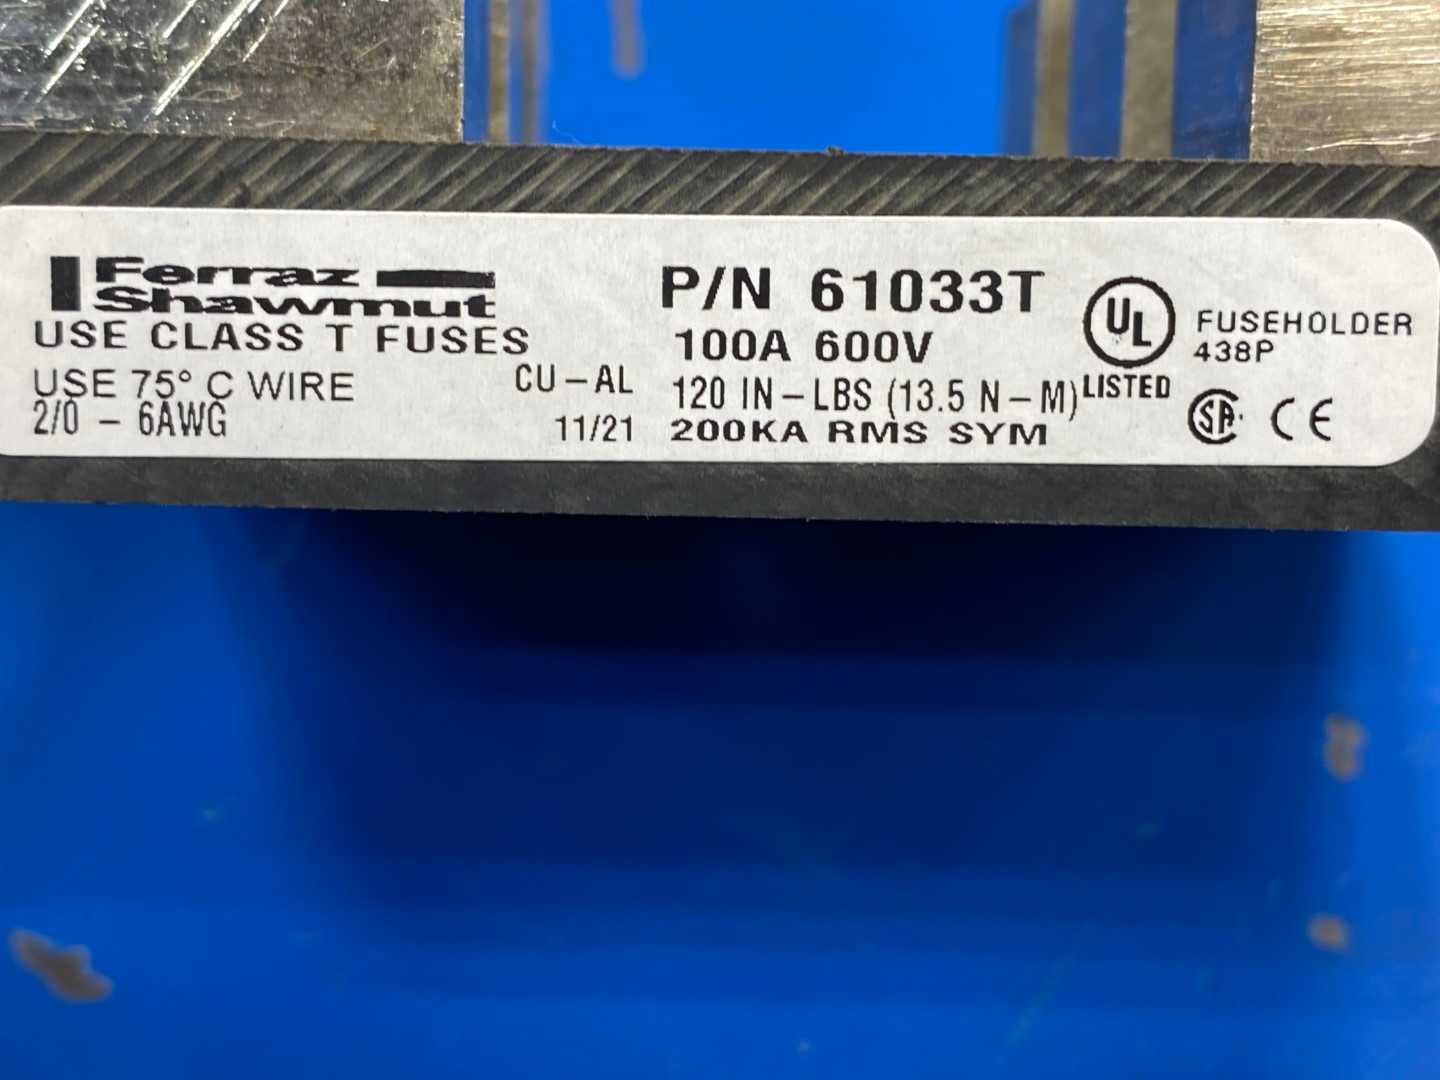 Ferraz
Shawmut
USE CLASS T FUSES
USE 75° C WIRE
2/0 - 6AWG
CU-AL
11/21
P/N 61033T
100A 600V
120 IN-LBS (13.5 N-M)
200KA RMS SYM
UL
LISTED
FUSEHOLDER
438P
SA
CE